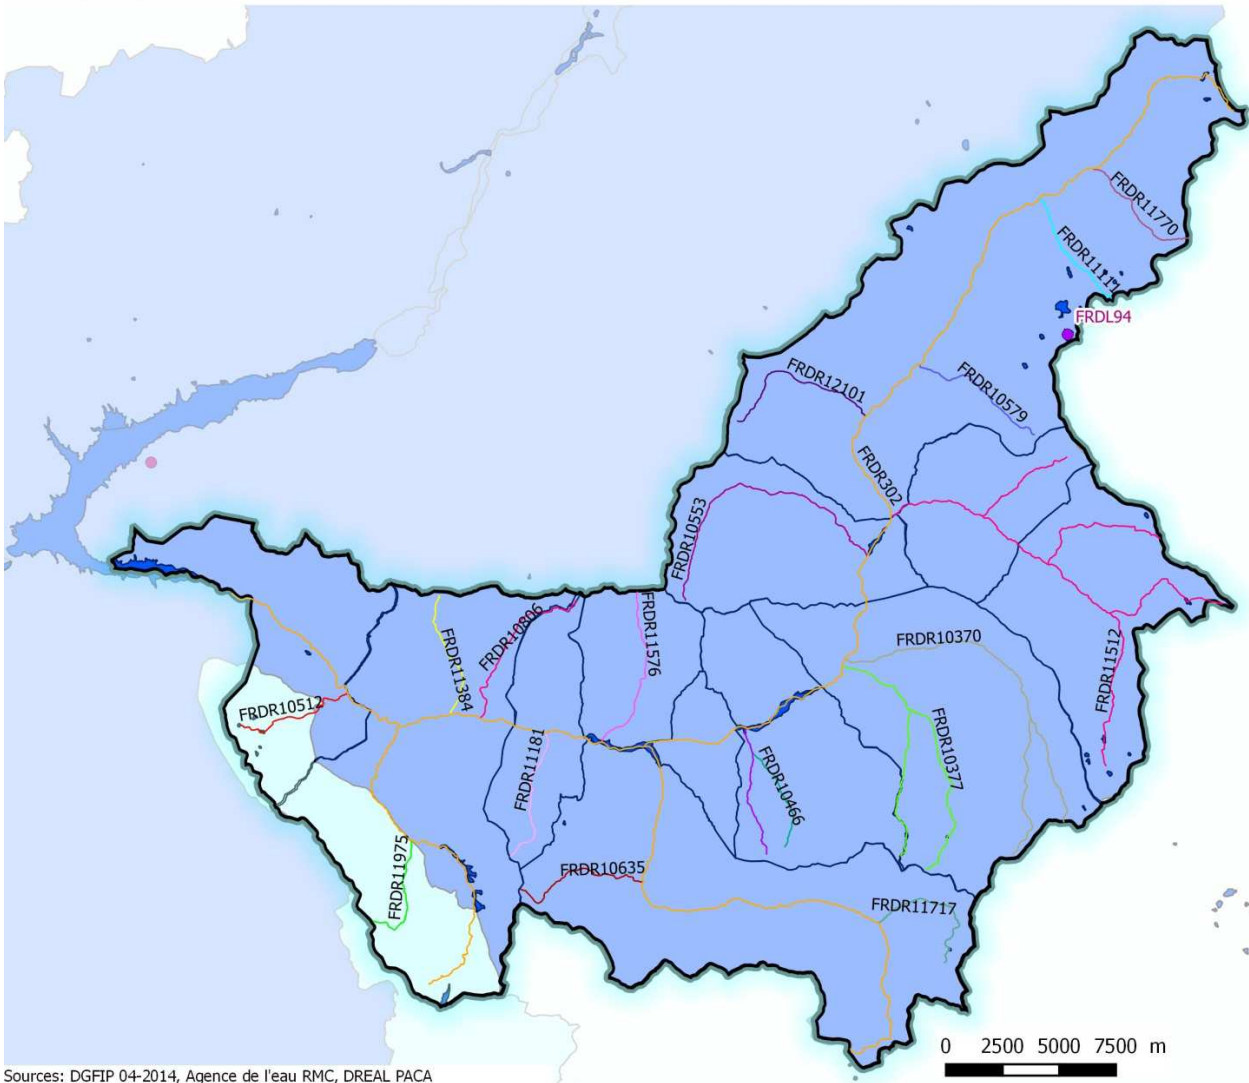 FRDR11770
FRDR11111
FRDL94
FRDR12101
FRDR10579
FRDR302
FRDR10553
FRDR10806
FRDR11576
FRDR11384
FRDR10370
FRDR11512
FRDR10512
FRDR11181
FRDR10466
FRDR10377
FRDR11975
FRDR10635
FRDR11717
0 2500 5000 7500 m
Sources: DGFIP 04-2014, Agence de l'eau RMC, DREAL PACA